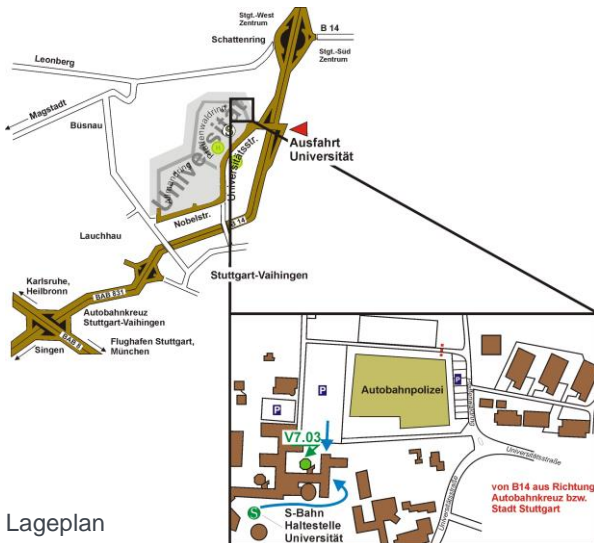 Stgt.-West
Zentrum
B 14
Schattenring
Stgt.-Süd
Zentrum
Leonberg
Magstadt
Büsnau
Universität
S
H
Ausfahrt
Universität
Universitätsstr.
Nobelstr.
B 14
Lauchhau
Stuttgart-Vaihingen
Karlsruhe,
Heilbronn
BAB 831
Autobahnkreuz
Stuttgart-Vaihingen
BAB 8
Flughafen Stuttgart,
München
Singen
P
Autobahnpolizei
P
P
V7.03
Universitätsstraße
Universitätsstraße
von B14 aus Richtung
Autobahnkreuz bzw.
Stadt Stuttgart
S
S-Bahn
Haltestelle
Universität
Lageplan